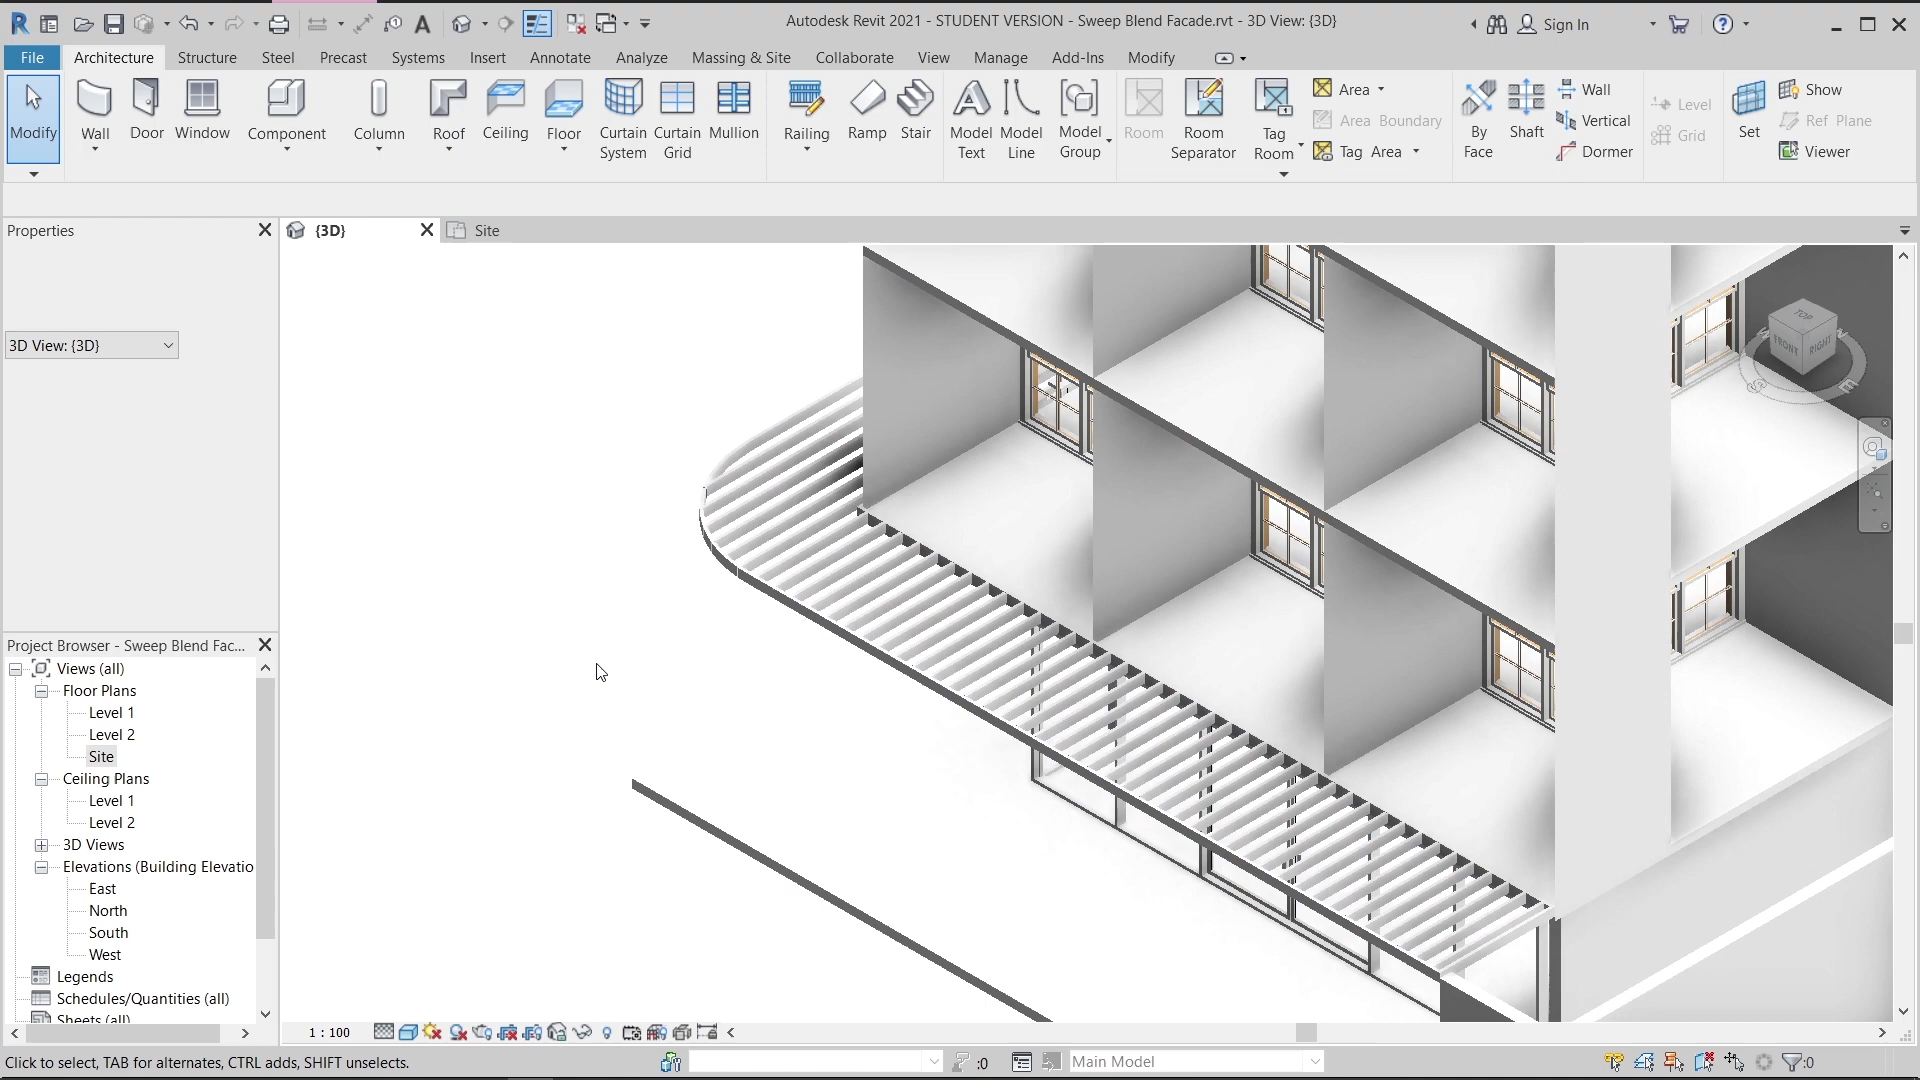 Autodesk Revit 2021 - STUDENT VERSION - Sweep Blend Facade.rvt - 3D View: {3D}
Sign In
File Architecture Structure Steel Precast Systems Insert Annotate Analyze Massing & Site Collaborate View Manage Add-Ins Modify
Modify
Wall
Door
Window
Component
Column
Roof
Ceiling
Floor
Curtain System
Curtain Grid
Mullion
Railing
Ramp
Stair
Model Text
Model Line
Model Group
Room
Room Separator
Tag Room
Area
Area Boundary
Tag Area
By Face
Shaft
Wall
Vertical
Dormer
Level
Grid
Set
Show
Ref Plane
Viewer
Properties
{3D}
Site
3D View: {3D}
TOP
FRONT
RIGHT
Project Browser - Sweep Blend Fac...
Views (all)
Floor Plans
Level 1
Level 2
Site
Ceiling Plans
Level 1
Level 2
3D Views
Elevations (Building Elevatio
East
North
South
West
Legends
Schedules/Quantities (all)
Sheets (all)
1 : 100
Click to select, TAB for alternates, CTRL adds, SHIFT unselects.
:0
Main Model
:0